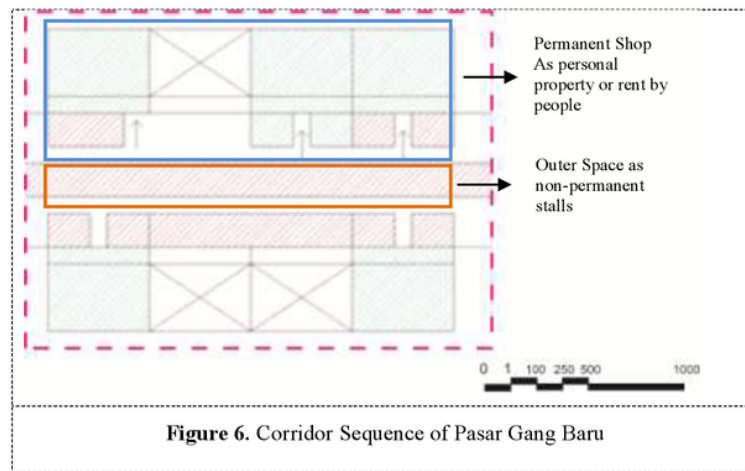 Permanent Shop
As personal
property or rent by
people
Outer Space as
non-permanent
stalls
0 1 100 250 500 1000
Figure 6. Corridor Sequence of Pasar Gang Baru